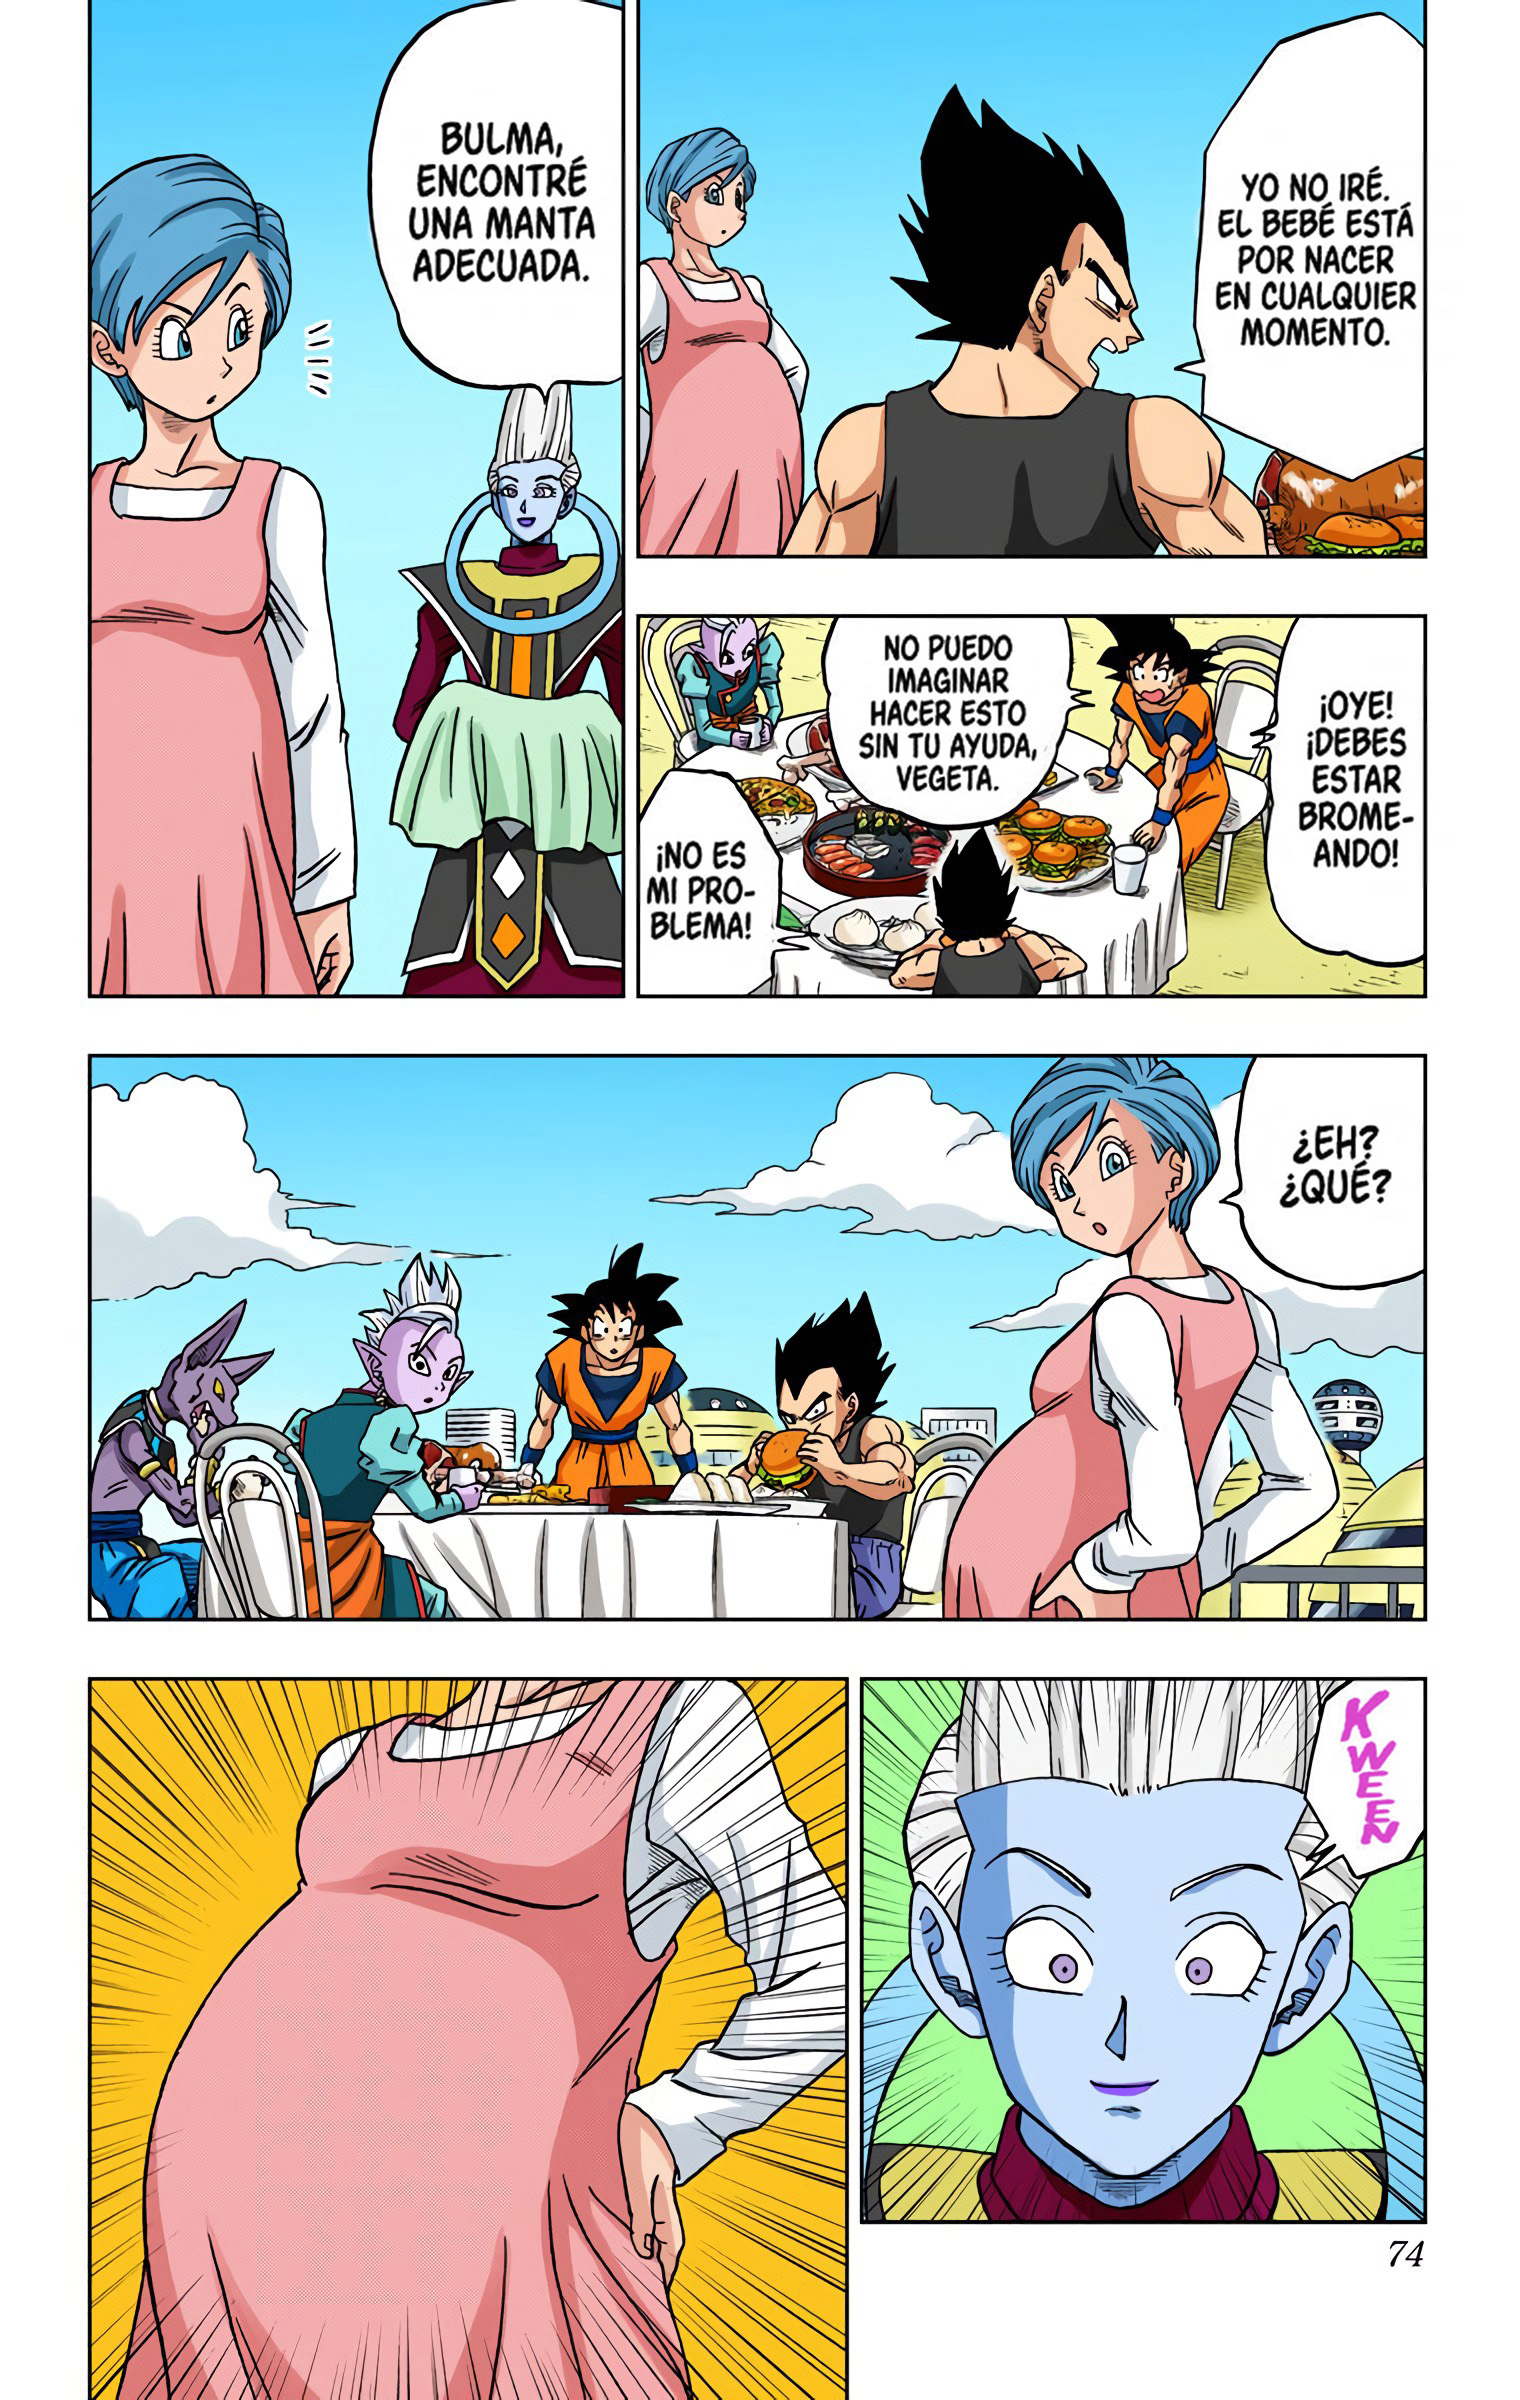 YO NO IRÉ.
EL BEBÉ ESTÁ
POR NACER
EN CUALQUIER
MOMENTO.
¡OYE!
¡DEBES
ESTAR
BROME-
ANDO!
NO PUEDO
IMAGINAR
HACER ESTO
SIN TU AYUDA,
VEGETA.
¡NO ES
MI PRO-
BLEMA!
BULMA,
ENCONTRÉ
UNA MANTA
ADECUADA.
¿EH?
¿QUÉ?
KWEEN
74